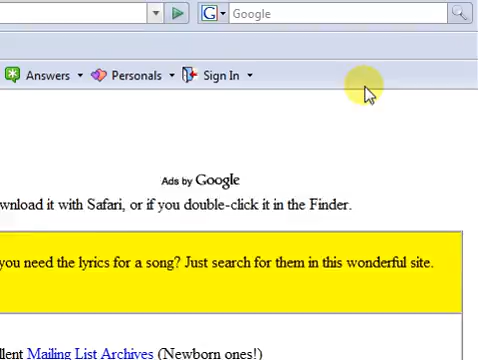 Google
Answers Personals Sign In
Ads by Google
wnload it with Safari, or if you double-click it in the Finder.
you need the lyrics for a song? Just search for them in this wonderful site.
llent Mailing List Archives (Newborn ones!)